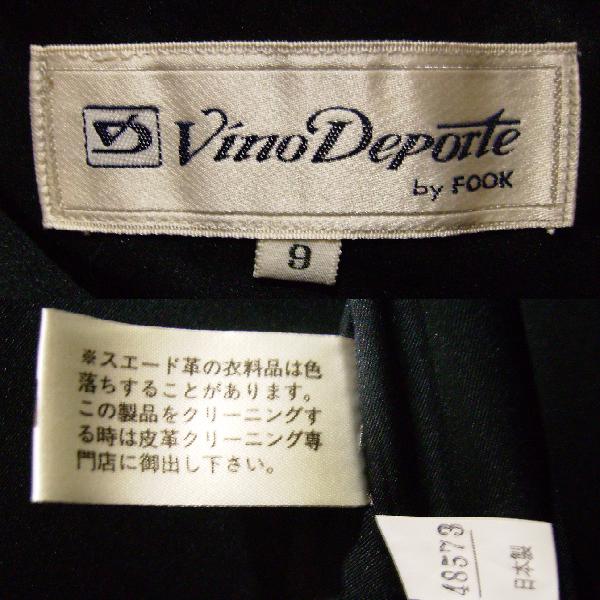 Vino Deporte
by FOOK
9
※スエード革の衣料品は色
落ちすることがあります。
この製品をクリーニングす
る時は皮革クリーニング専
門店に御出し下さい。
48573
日本製